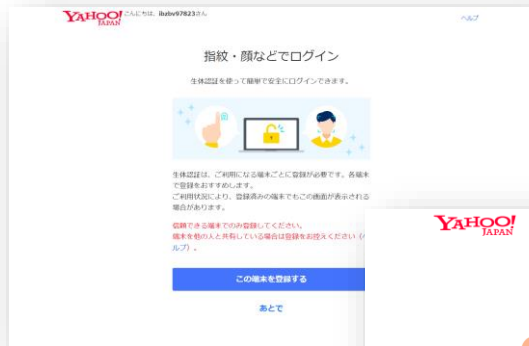 YAHOO!
JAPAN
こんにちは、ibzbv97823さん
ヘルプ
指紋・顔などでログイン
生体認証を使って簡単で安全にログインできます。
生体認証は、ご利用になる端末ごとに登録が必要です。各端末
で登録をおすすめします。
ご利用状況により、登録済みの端末でもこの画面が表示される
場合があります。
信頼できる端末でのみ登録してください。
端末を他の人と共有している場合は登録をお控えください（ヘ
ルプ）。
この端末を登録する
あとで
YAHOO!
JAPAN